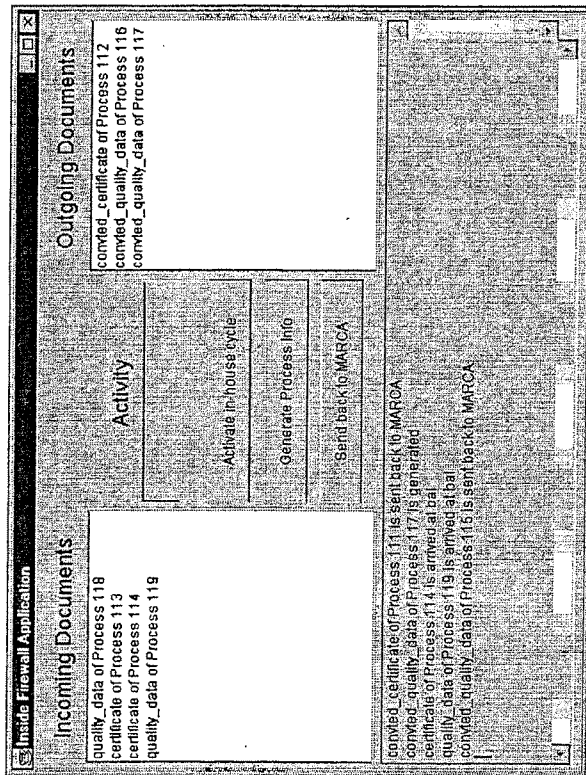 Inside Firewall Application
Incoming Documents
quality_data of Process 118
certificate of Process 113
certificate of Process 114
quality_data of Process 119
Activity
Activate in-house cycle
Generate Process Info
Send back to MARCA
Outgoing Documents
convted_certificate of Process 112
convted_quality_data of Process 116
convted_quality_data of Process 117
convted_certificate of Process 111 is sent back to MARCA
convted_quality_data of Process 117 is generated
certificate of Process 114 is arrived at bal
quality_data of Process 119 is arrived at bal
convted_quality_data of Process 115 is sent back to MARCA